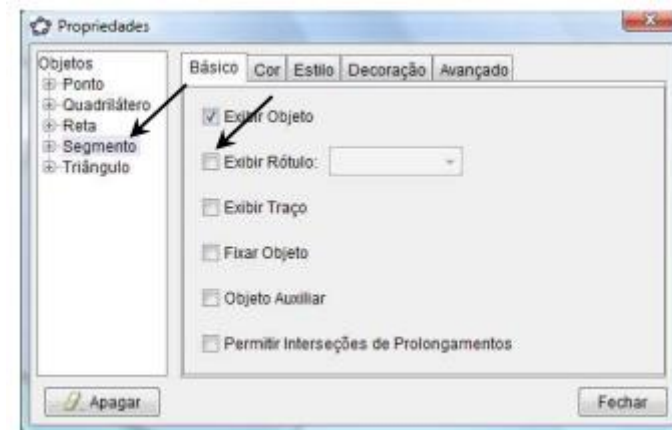 Propriedades
Objetos
Ponto
Quadrilátero
Reta
Segmento
Triângulo
Básico Cor Estilo Decoração Avançado
Exibir Objeto
Exibir Rótulo:
Exibir Traço
Fixar Objeto
Objeto Auxiliar
Permitir Interseções de Prolongamentos
Apagar
Fechar